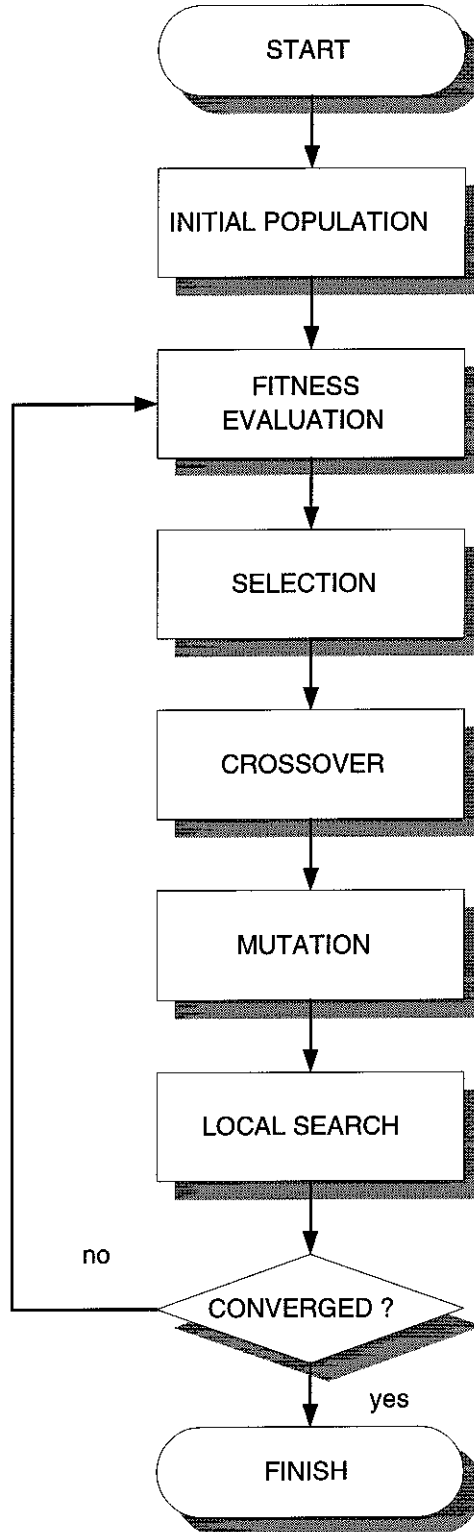 START
INITIAL POPULATION
FITNESS
EVALUATION
SELECTION
CROSSOVER
MUTATION
LOCAL SEARCH
no
CONVERGED ?
yes
FINISH